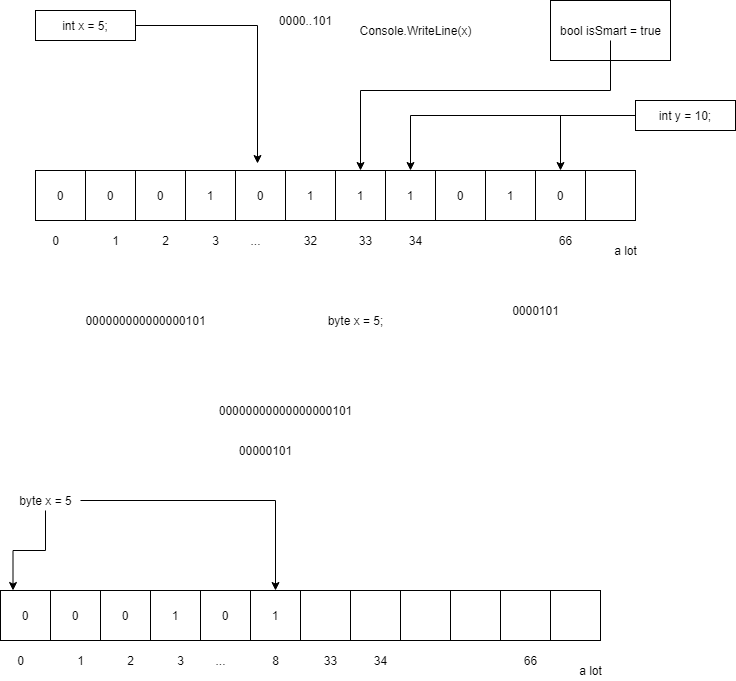 int x = 5;
0000..101
Console.WriteLine(x)
bool isSmart = true
int y = 10;
0 0 0 1 0 1 1 1 0 1 0
0 1 2 3 ... 32 33 34 66
a lot
000000000000000101
byte x = 5;
0000101
00000000000000000101
00000101
byte x = 5
0 0 0 1 0 1
0 1 2 3 ... 8 33 34 66
a lot